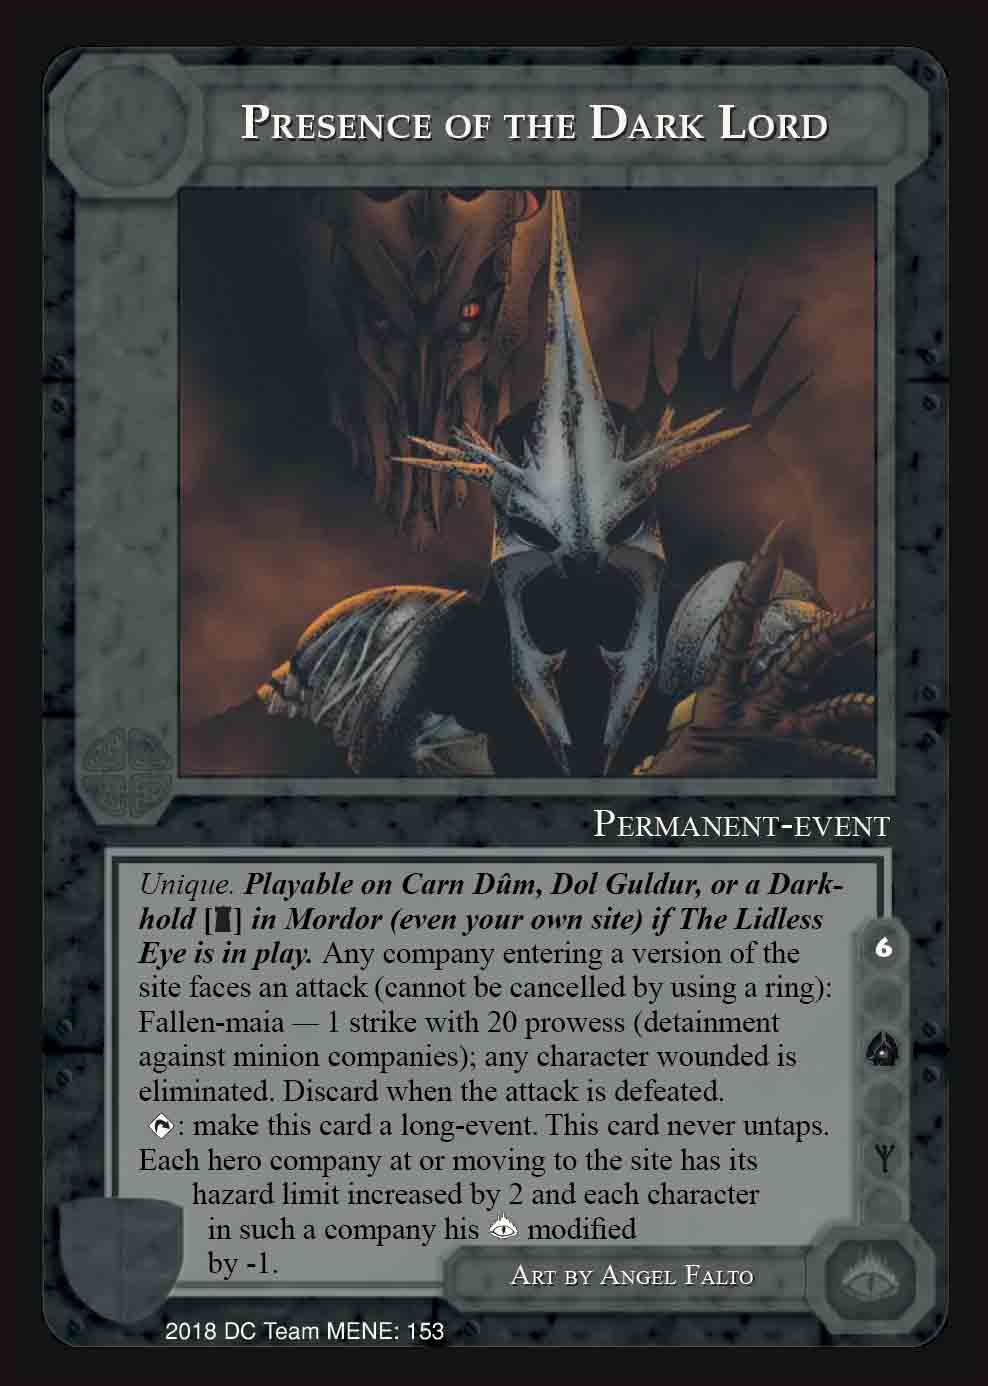 Presence of the Dark Lord
Permanent-event
Unique. Playable on Carn Dûm, Dol Guldur, or a Dark-
hold [] in Mordor (even your own site) if The Lidless
Eye is in play. Any company entering a version of the
site faces an attack (cannot be cancelled by using a ring):
Fallen-maia — 1 strike with 20 prowess (detainment
against minion companies); any character wounded is
eliminated. Discard when the attack is defeated.
: make this card a long-event. This card never untaps.
Each hero company at or moving to the site has its
hazard limit increased by 2 and each character
in such a company his modified
by -1.
6
Art by Angel Falto
2018 DC Team MENE: 153